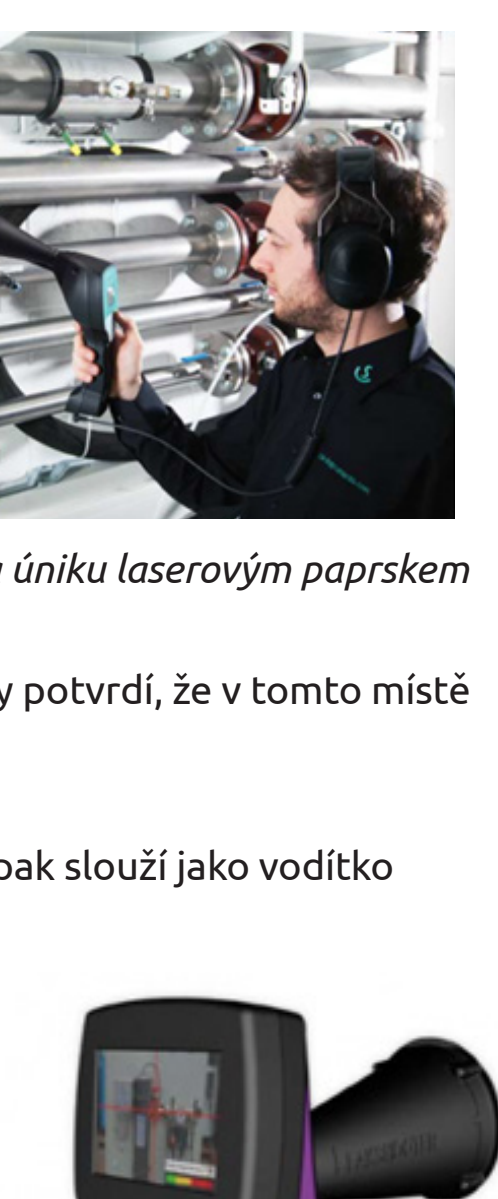 úniku laserovým paprskem
potvrdí, že v tomto místě
pak slouží jako vodítko